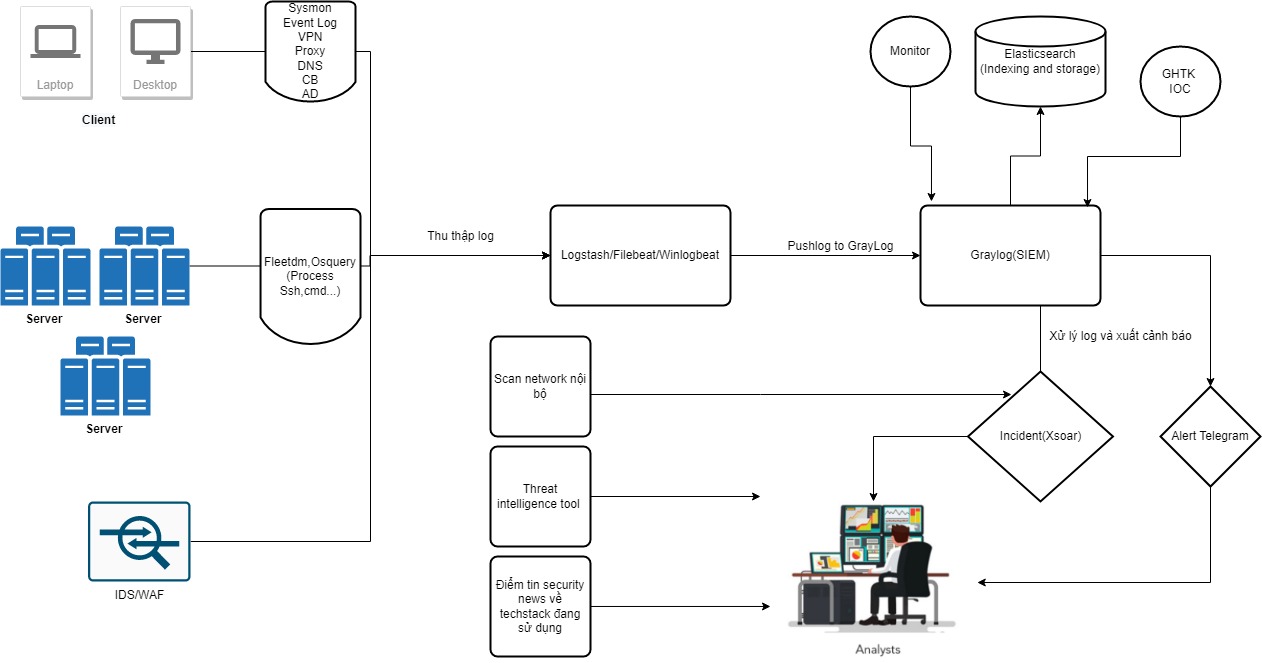 Sysmon
Event Log
VPN
Proxy
DNS
CB
AD
Laptop
Desktop
Client
Monitor
Elasticsearch
(Indexing and storage)
GHTK
IOC
Fleetdm,Osquery
(Process
Ssh,cmd...)
Thu thập log
Logstash/Filebeat/Winlogbeat
Pushlog to GrayLog
Graylog(SIEM)
Server
Server
Server
Xử lý log và xuất cảnh báo
Scan network nội
bộ
Incident(Xsoar)
Alert Telegram
Threat
intelligence tool
IDS/WAF
Điểm tin security
news về
techstack đang
sử dụng
Analysts